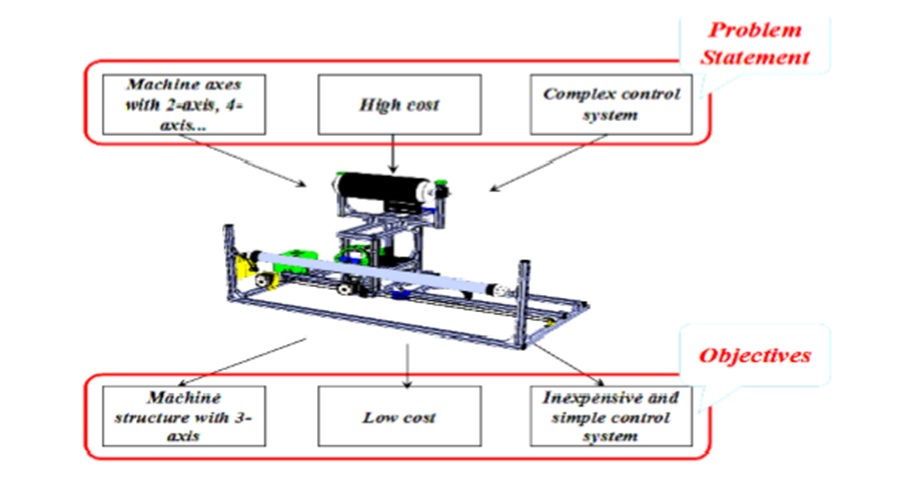 Problem
Statement
Machine axes
with 2-axis, 4-
axis...
High cost
Complex control
system
Objectives
Machine
structure with 3-
axis
Low cost
Inexpensive and
simple control
system